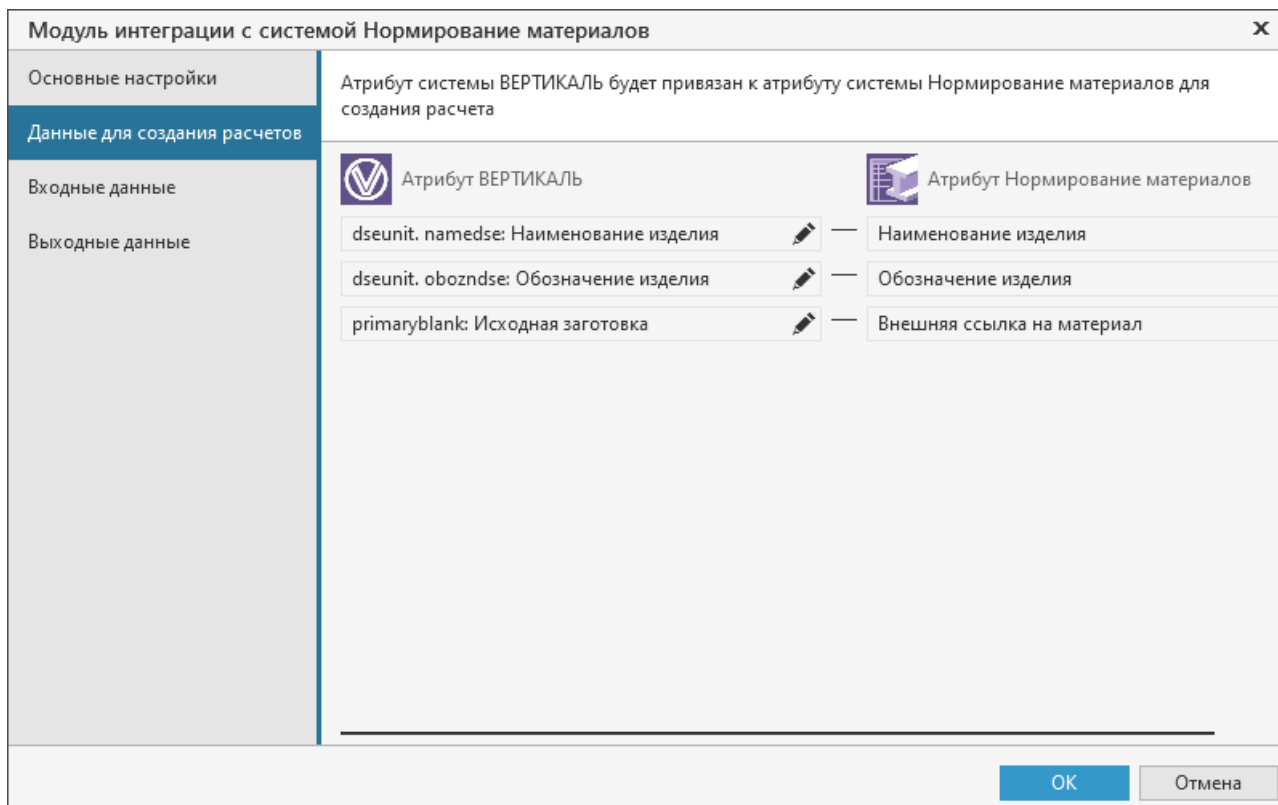 Модуль интеграции с системой Нормирование материалов
x
Основные настройки
Данные для создания расчетов
Входные данные
Выходные данные
Атрибут системы ВЕРТИКАЛЬ будет привязан к атрибуту системы Нормирование материалов для
создания расчета
Атрибут ВЕРТИКАЛЬ
Атрибут Нормирование материалов
dseunit. namedse: Наименование изделия
Наименование изделия
dseunit. obozndse: Обозначение изделия
Обозначение изделия
primaryblank: Исходная заготовка
Внешняя ссылка на материал
OK
Отмена